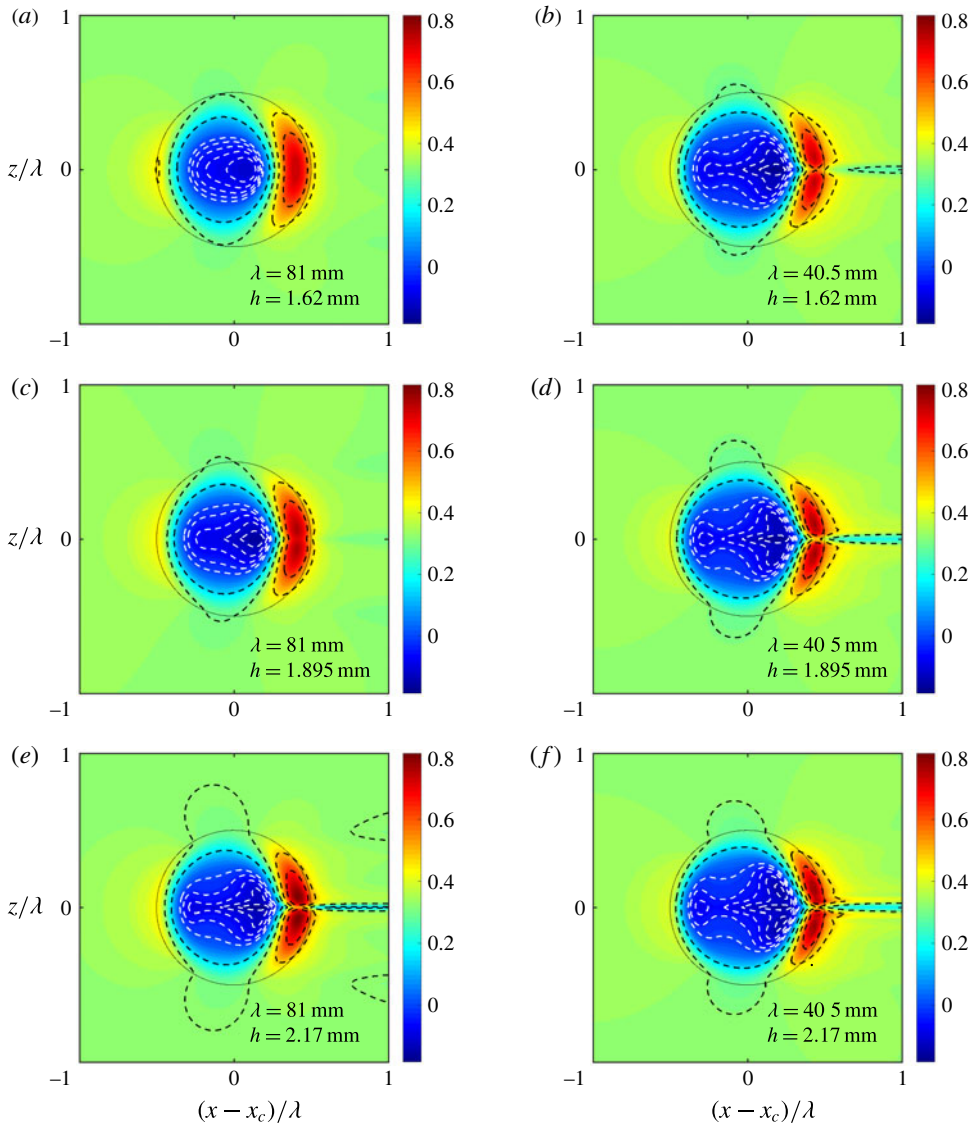 (a) (b)
1 0.8 1 0.8
0.6 0.6
0.4 0.4
z/λ 0 0
0.2 0.2
λ = 81 mm λ = 40.5 mm
0 0
h = 1.62 mm h = 1.62 mm
–1 0 1 –1 0 1
(c) (d)
1 0.8 1 0.8
0.6 0.6
0.4 0.4
z/λ 0 0
0.2 0.2
λ = 81 mm λ = 40 5 mm
0 0
h = 1.895 mm h = 1.895 mm
–1 0 1 –1 0 1
(e) (f)
1 0.8 1 0.8
0.6 0.6
0.4 0.4
z/λ 0 0
0.2 0.2
λ = 81 mm λ = 40 5 mm
0 0
h = 2.17 mm h = 2.17 mm
–1 0 1 –1 0 1
(x – x_c)/λ (x – x_c)/λ